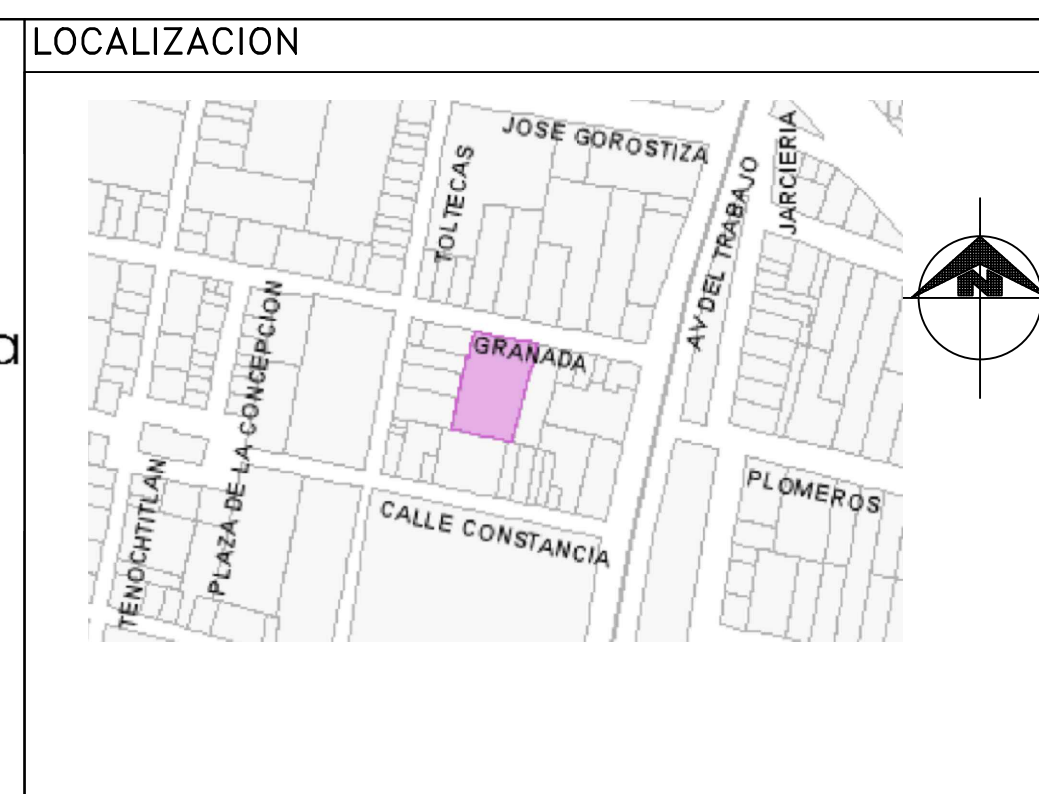 LOCALIZACION
JOSE GOROSTIZA
TOLTECAS
JARCIERIA
AV DEL TRABAJO
GRANADA
PLAZA DE LA CONCEPCION
TENOCHTITLAN
CALLE CONSTANCIA
PLOMEROS
N
a